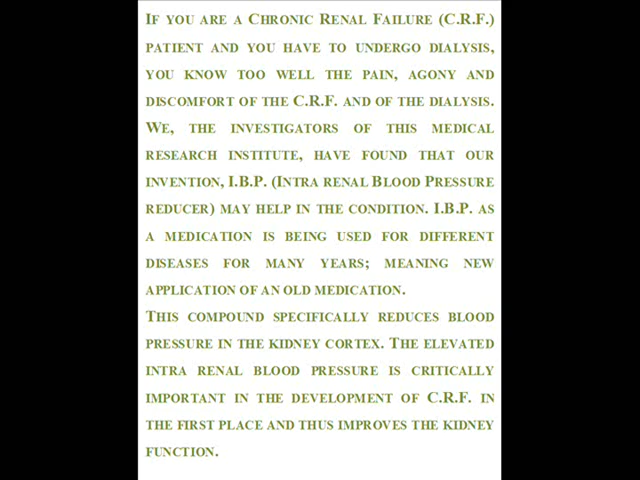 If you are a Chronic Renal Failure (C.R.F.)
patient and you have to undergo dialysis,
you know too well the pain, agony and
discomfort of the C.R.F. and of the dialysis.
We, the investigators of this medical
research institute, have found that our
invention, I.B.P. (Intra renal Blood Pressure
reducer) may help in the condition. I.B.P. as
a medication is being used for different
diseases for many years; meaning new
application of an old medication.
This compound specifically reduces blood
pressure in the kidney cortex. The elevated
intra renal blood pressure is critically
important in the development of C.R.F. in
the first place and thus improves the kidney
function.